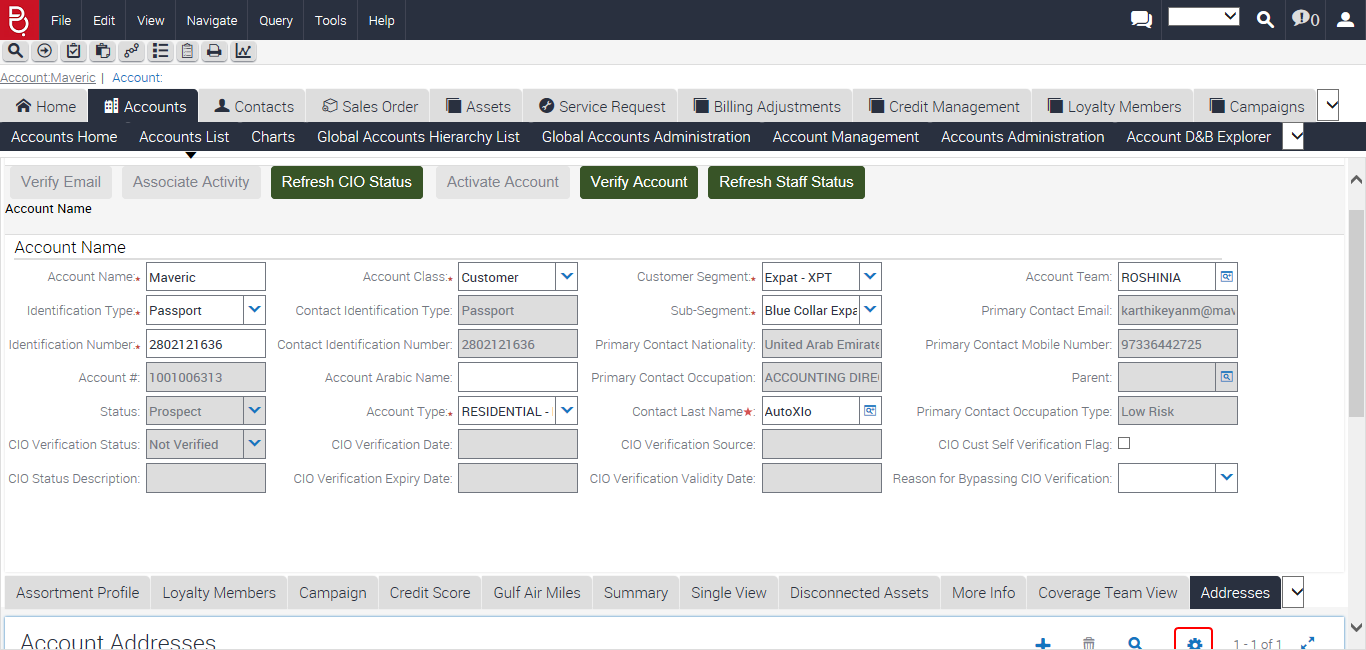 File Edit View Navigate Query Tools Help 0
Account:Maveric | Account:
Home Accounts Contacts Sales Order Assets Service Request Billing Adjustments Credit Management Loyalty Members Campaigns
Accounts Home Accounts List Charts Global Accounts Hierarchy List Global Accounts Administration Account Management Accounts Administration Account D&B Explorer
Verify Email Associate Activity Refresh CIO Status Activate Account Verify Account Refresh Staff Status
Account Name
Account Name
Account Name:* Maveric Account Class:* Customer Customer Segment:* Expat - XPT Account Team: ROSHINIA
Identification Type:* Passport Contact Identification Type: Passport Sub-Segment:* Blue Collar Expa Primary Contact Email: karthikeyanm@mav
Identification Number:* 2802121636 Contact Identification Number: 2802121636 Primary Contact Nationality: United Arab Emirate Primary Contact Mobile Number: 97336442725
Account #: 1001006313 Account Arabic Name: Primary Contact Occupation: ACCOUNTING DIRE Parent:
Status: Prospect Account Type:* RESIDENTIAL - Contact Last Name★: AutoXIo Primary Contact Occupation Type: Low Risk
CIO Verification Status: Not Verified CIO Verification Date: CIO Verification Source: CIO Cust Self Verification Flag:
CIO Status Description: CIO Verification Expiry Date: CIO Verification Validity Date: Reason for Bypassing CIO Verification:
Assortment Profile Loyalty Members Campaign Credit Score Gulf Air Miles Summary Single View Disconnected Assets More Info Coverage Team View Addresses
Account Addresses 1 - 1 of 1